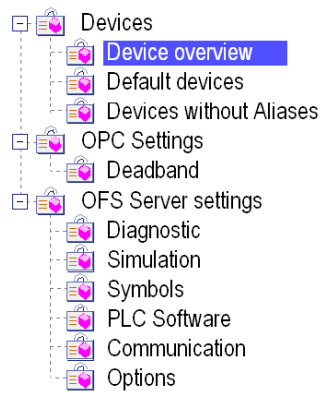 Devices
Device overview
Default devices
Devices without Aliases
OPC Settings
Deadband
OFS Server settings
Diagnostic
Simulation
Symbols
PLC Software
Communication
Options